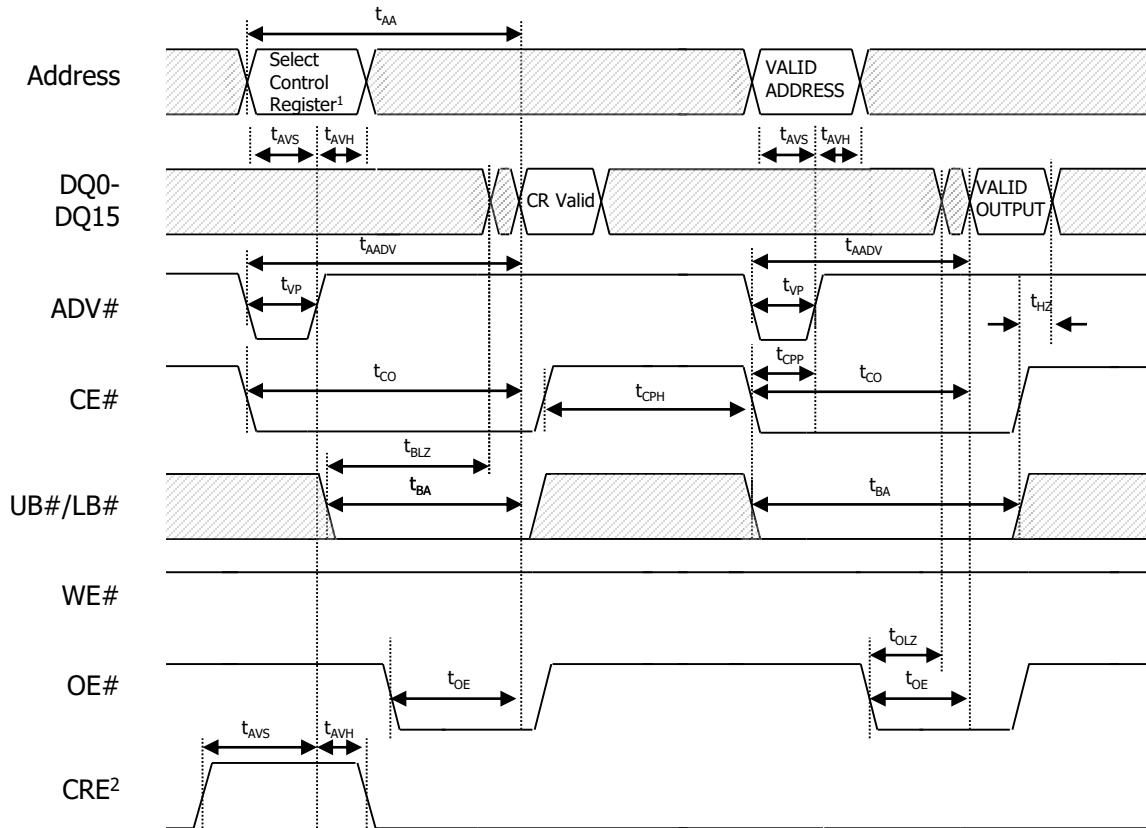 tAA
Address
Select
Control
Register1
VALID
ADDRESS
tAVS tAVH tAVS tAVH
DQ0-
DQ15
CR Valid
VALID
OUTPUT
tAADV tAADV
ADV#
tVP tVP tHZ
tCPP
CE#
tCO tCO
tCPH
tBLZ
UB#/LB#
tBA tBA
WE#
tOLZ
OE#
tOE tOE
tAVS tAVH
CRE2